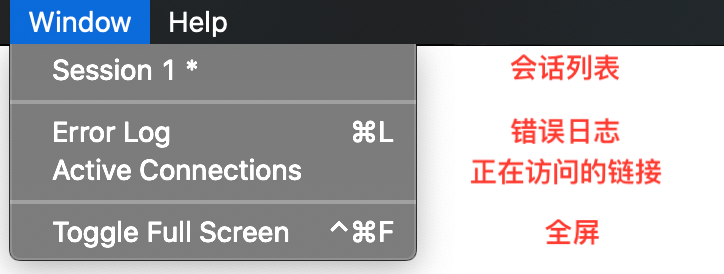 Window Help
Session 1 * 会话列表
Error Log ⌘L 错误日志
Active Connections 正在访问的链接
Toggle Full Screen ^⌘F 全屏